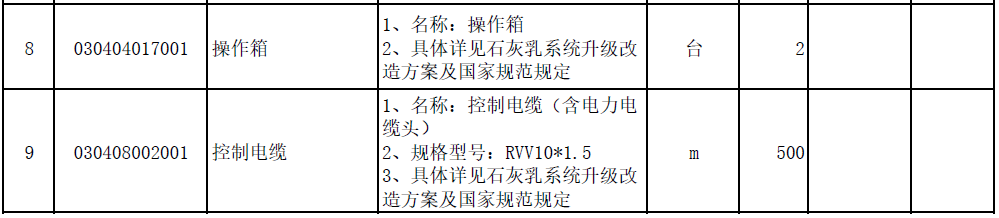 8
030404017001
操作箱
1、名称：操作箱
2、具体详见石灰乳系统升级改
造方案及国家规范规定
台
2
9
030408002001
控制电缆
1、名称：控制电缆（含电力电
缆头）
2、规格型号：RVV10*1.5
3、具体详见石灰乳系统升级改
造方案及国家规范规定
m
500